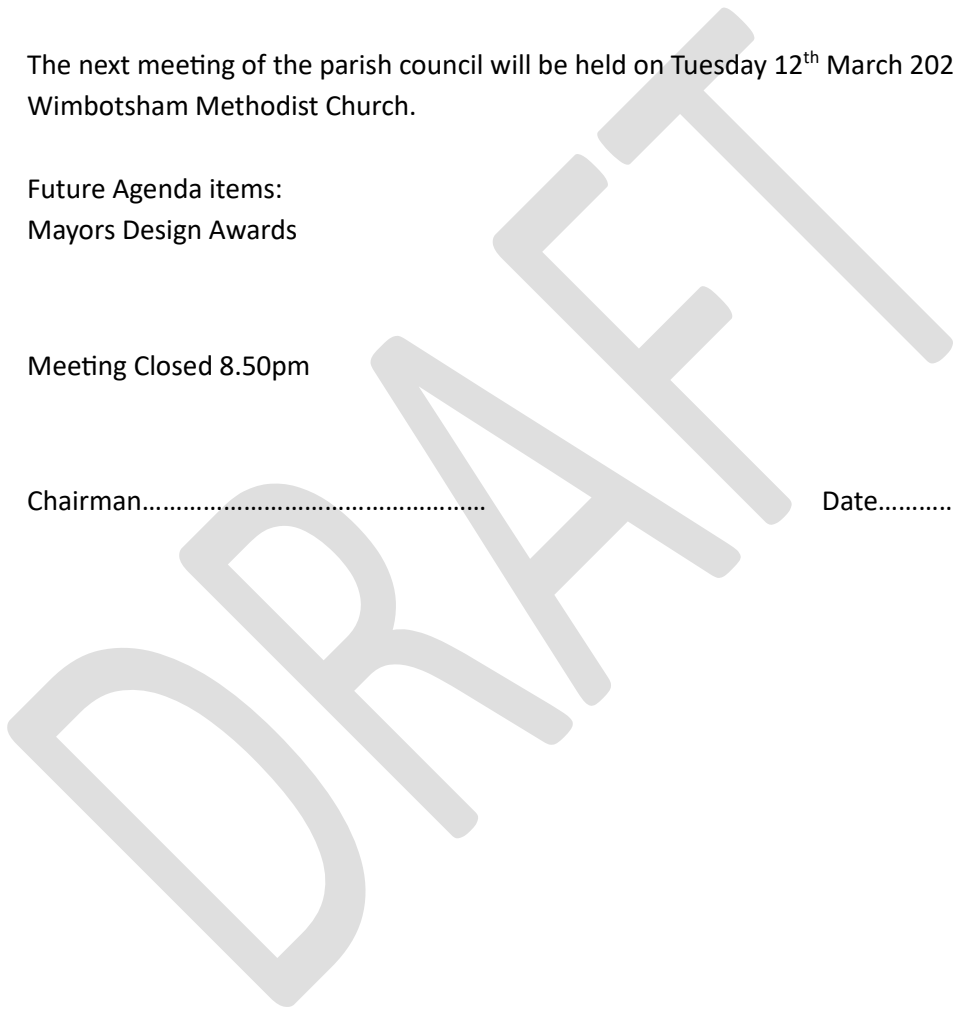 The next meeting of the parish council will be held on Tuesday 12th March 202
Wimbotsham Methodist Church.
Future Agenda items:
Mayors Design Awards
Meeting Closed 8.50pm
Chairman…………………………………………… Date………..
DRAFT